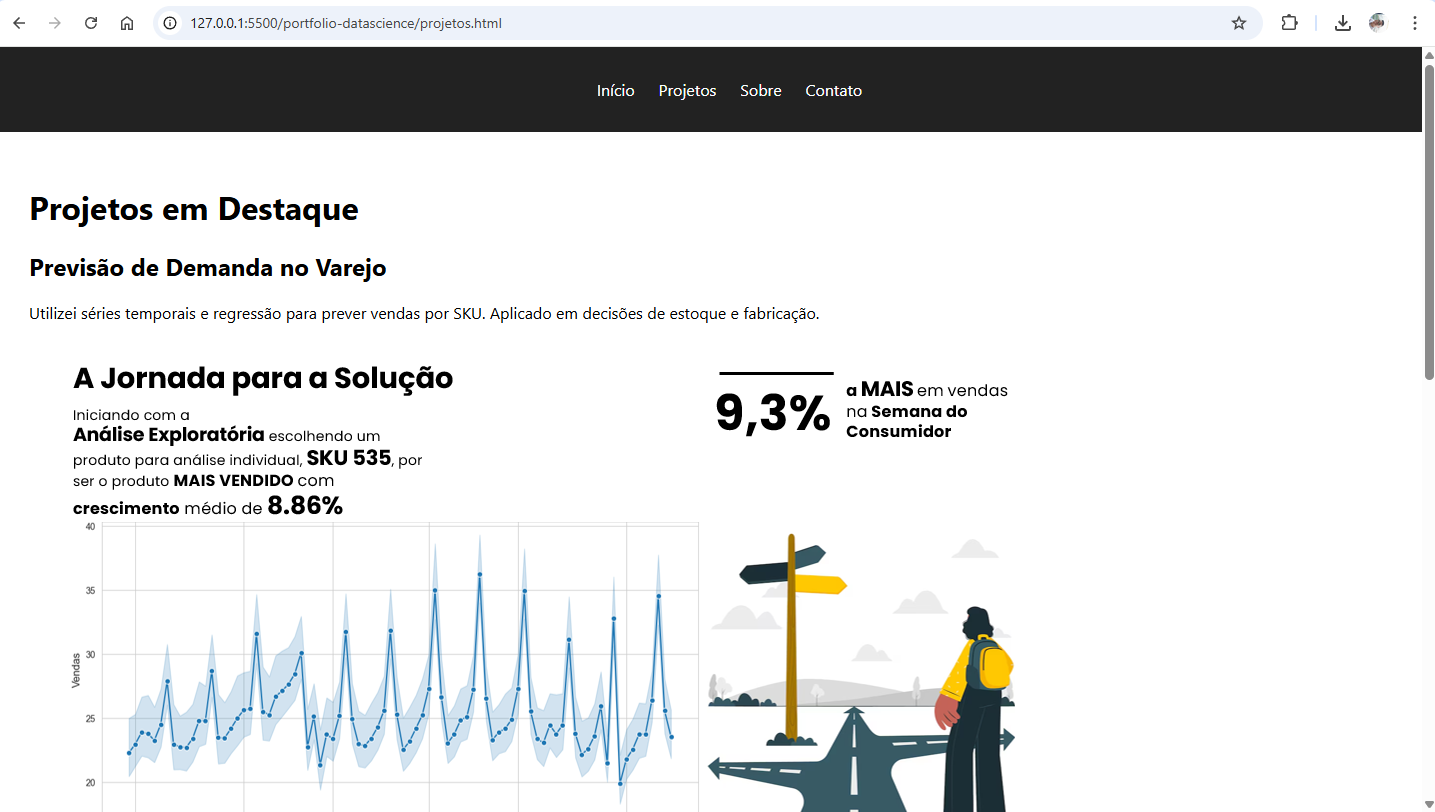 127.0.0.1:5500/portfolio-datascience/projetos.html
Início Projetos Sobre Contato
Projetos em Destaque
Previsão de Demanda no Varejo
Utilizei séries temporais e regressão para prever vendas por SKU. Aplicado em decisões de estoque e fabricação.
A Jornada para a Solução
Iniciando com a
Análise Exploratória escolhendo um
produto para análise individual, SKU 535, por
ser o produto MAIS VENDIDO com
crescimento médio de 8.86%
9,3%
a MAIS em vendas
na Semana do
Consumidor
40
35
30
25
20
Vendas